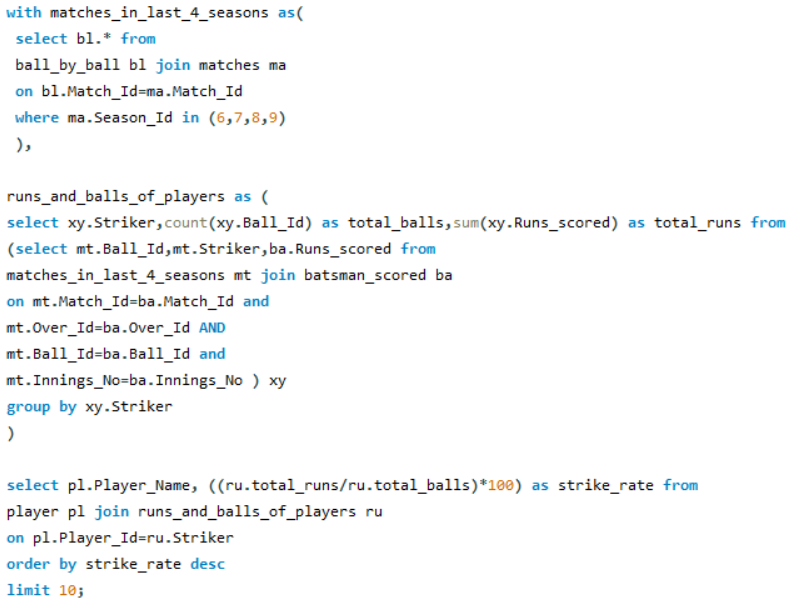 with matches_in_last_4_seasons as(
select bl.* from
ball_by_ball bl join matches ma
on bl.Match_Id=ma.Match_Id
where ma.Season_Id in (6,7,8,9)
),
runs_and_balls_of_players as (
select xy.Striker,count(xy.Ball_Id) as total_balls,sum(xy.Runs_scored) as total_runs from
(select mt.Ball_Id,mt.Striker,ba.Runs_scored from
matches_in_last_4_seasons mt join batsman_scored ba
on mt.Match_Id=ba.Match_Id and
mt.Over_Id=ba.Over_Id AND
mt.Ball_Id=ba.Ball_Id and
mt.Innings_No=ba.Innings_No ) xy
group by xy.Striker
)
select pl.Player_Name, ((ru.total_runs/ru.total_balls)*100) as strike_rate from
player pl join runs_and_balls_of_players ru
on pl.Player_Id=ru.Striker
order by strike_rate desc
limit 10;